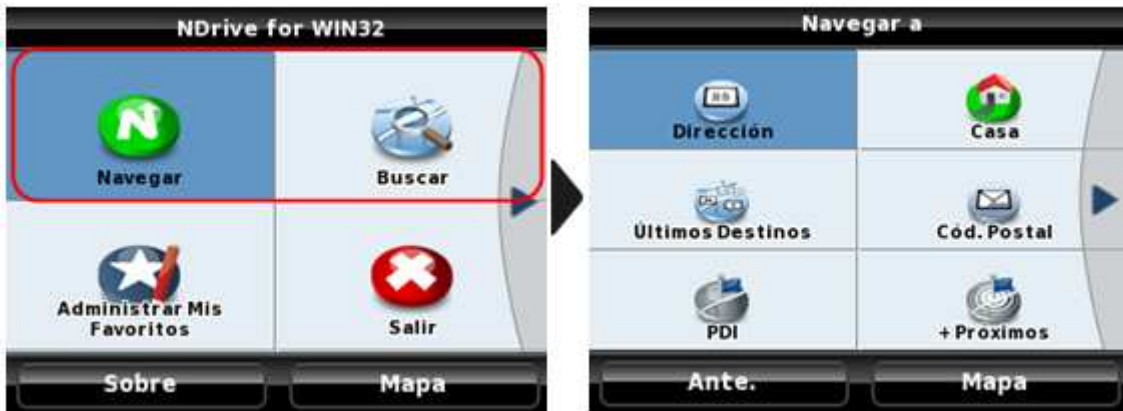 NDrive for WIN32
Navegar
Buscar
Administrar Mis
Favoritos
Salir
Sobre
Mapa
Navegar a
Dirección
Casa
Últimos Destinos
Cód. Postal
PDI
+ Proximos
Ante.
Mapa